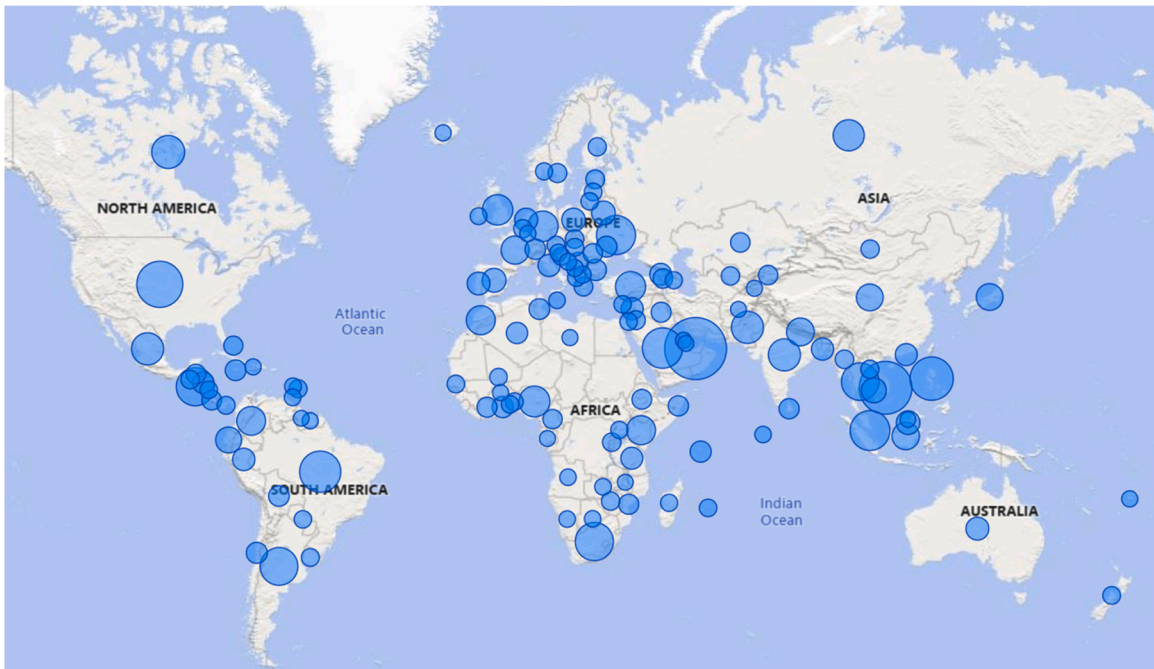 NORTH AMERICA
EUROPE
ASIA
Atlantic
Ocean
AFRICA
SOUTH AMERICA
Indian
Ocean
AUSTRALIA